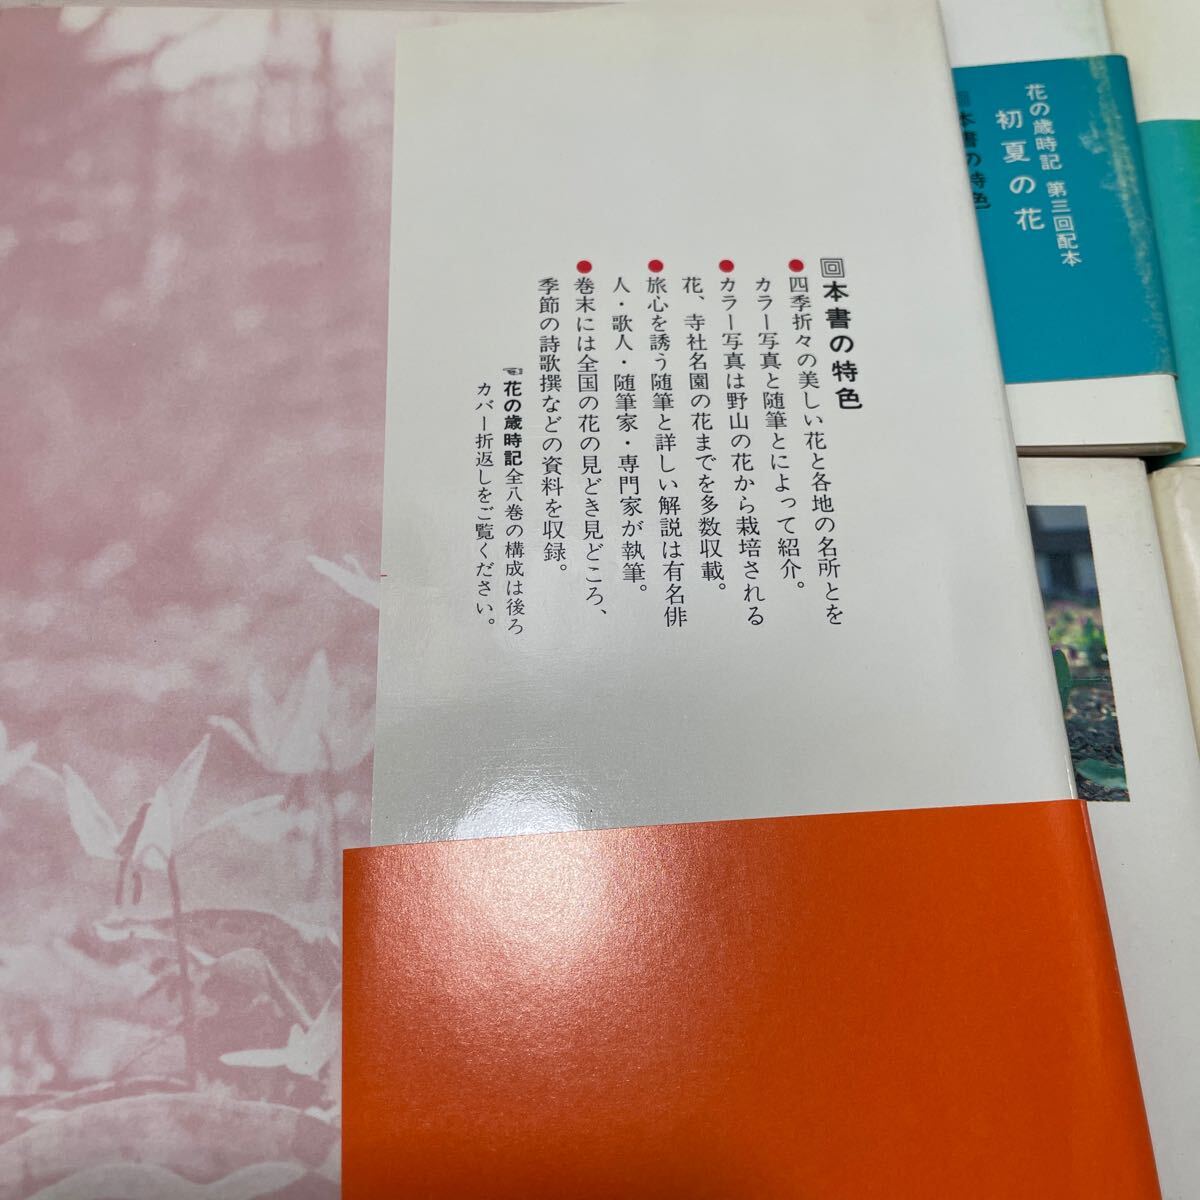 花の歳時記 第三回配本
初夏の花
本書の特色
回本書の特色
●四季折々の美しい花と各地の名所とを
カラー写真と随筆とによって紹介。
●カラー写真は野山の花から栽培される
花、寺社名園の花までを多数収載。
●旅心を誘う随筆と詳しい解説は有名俳
人・歌人・随筆家・専門家が執筆。
●巻末には全国の花の見どき見どころ、
季節の詩歌撰などの資料を収録。
☜花の歳時記全八巻の構成は後ろ
カバー折返しをご覧ください。